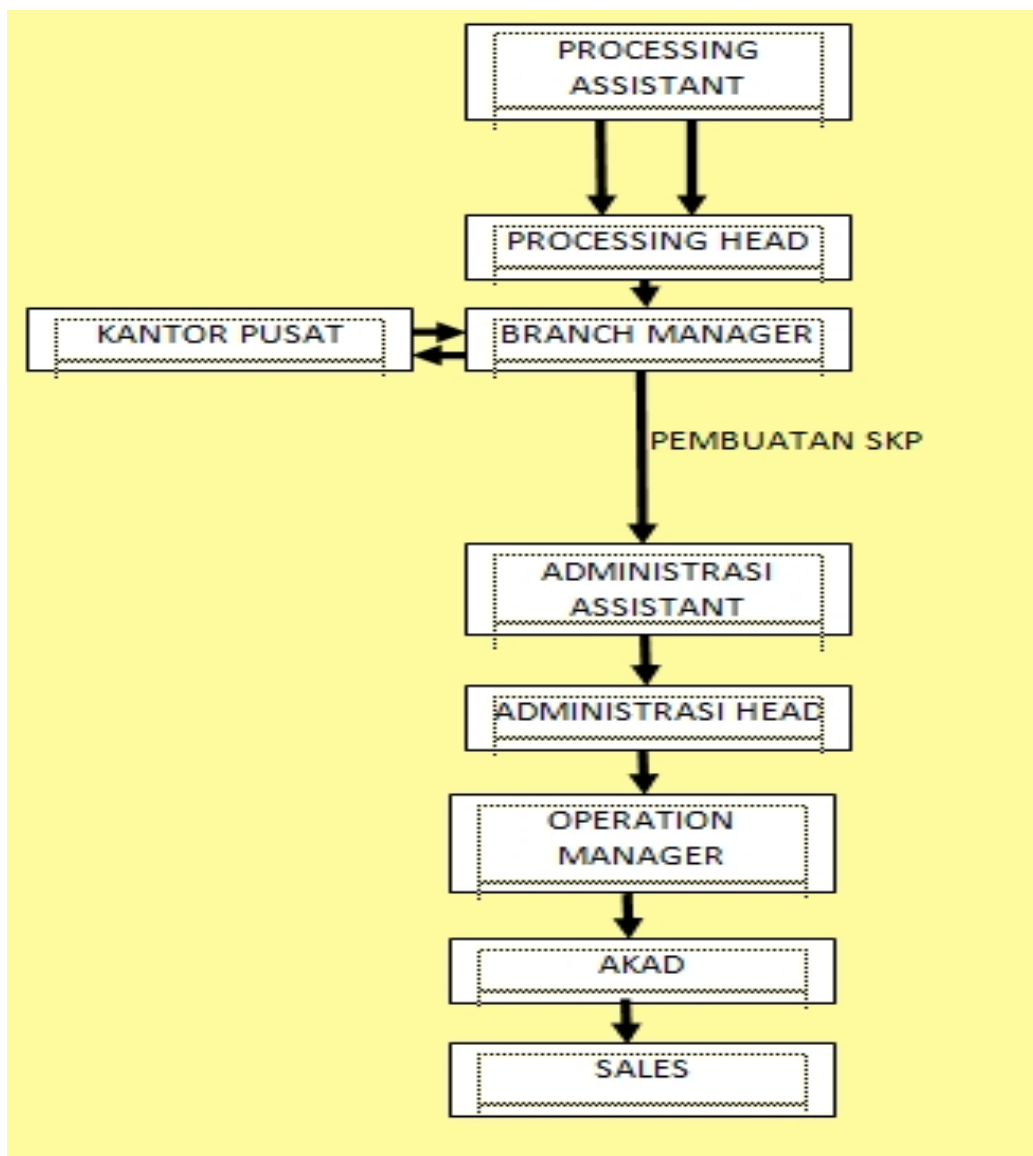 PROCESSING
ASSISTANT
PROCESSING HEAD
KANTOR PUSAT
BRANCH MANAGER
PEMBUATAN SKP
ADMINISTRASI
ASSISTANT
ADMINISTRASI HEAD
OPERATION
MANAGER
AKAD
SALES